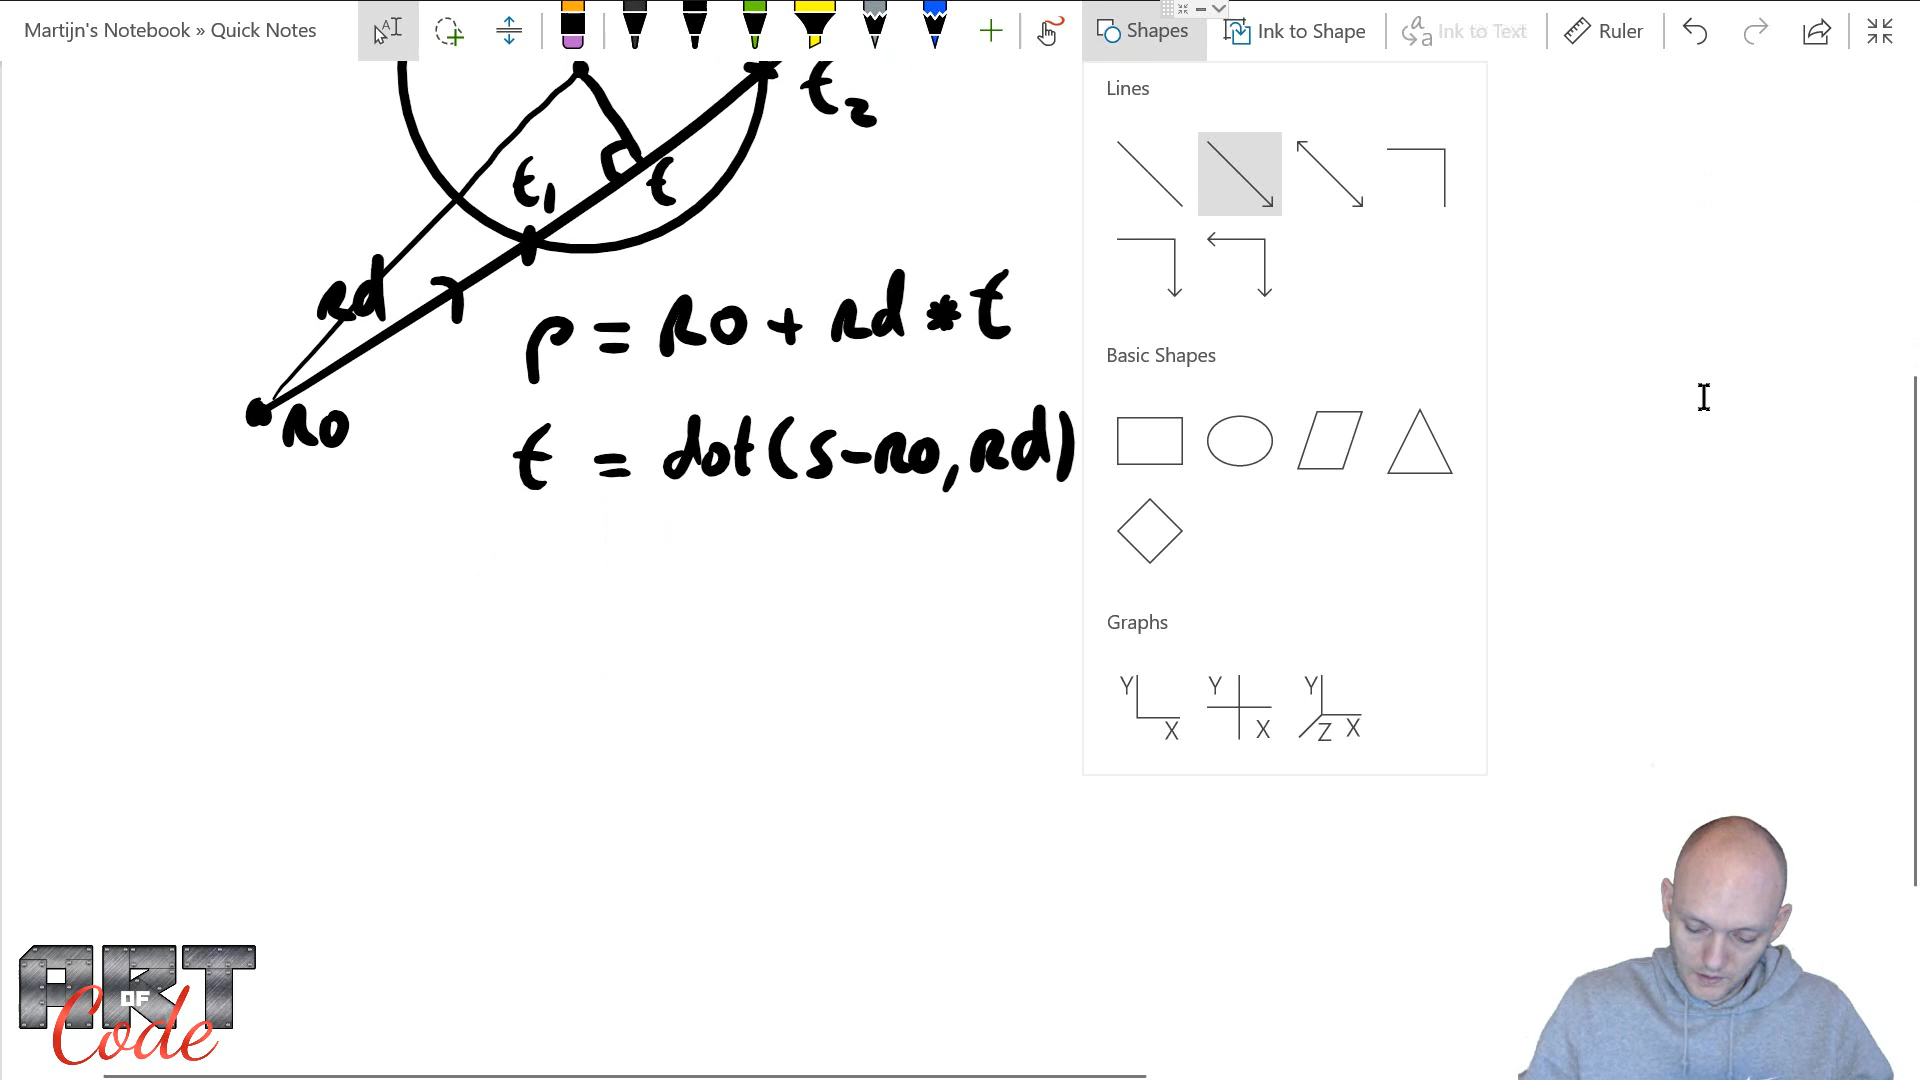 Martijn's Notebook » Quick Notes
Shapes
Ink to Shape
Ink to Text
Ruler
Lines
t2
t1
t
Rd
p = Ro + Rd * t
Ro
t = dot(s-Ro, Rd)
Basic Shapes
Graphs
Y X
Y X
Y Z X
ART OF Code